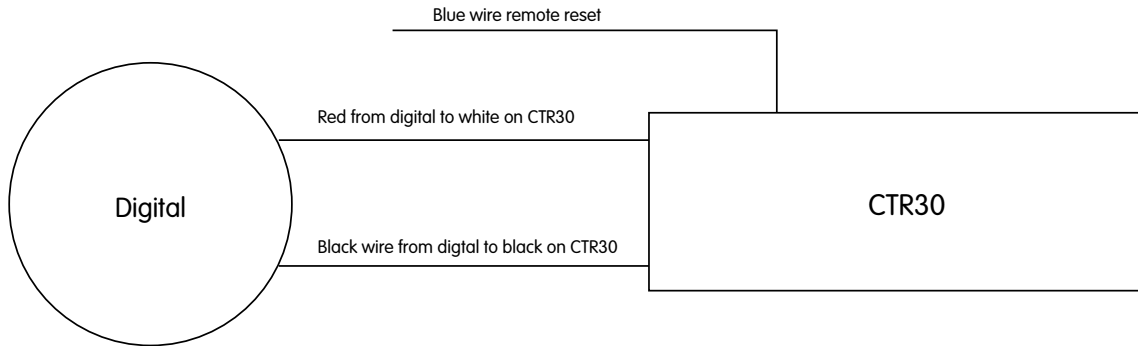 Blue wire remote reset
Red from digital to white on CTR30
Digital
CTR30
Black wire from digtal to black on CTR30